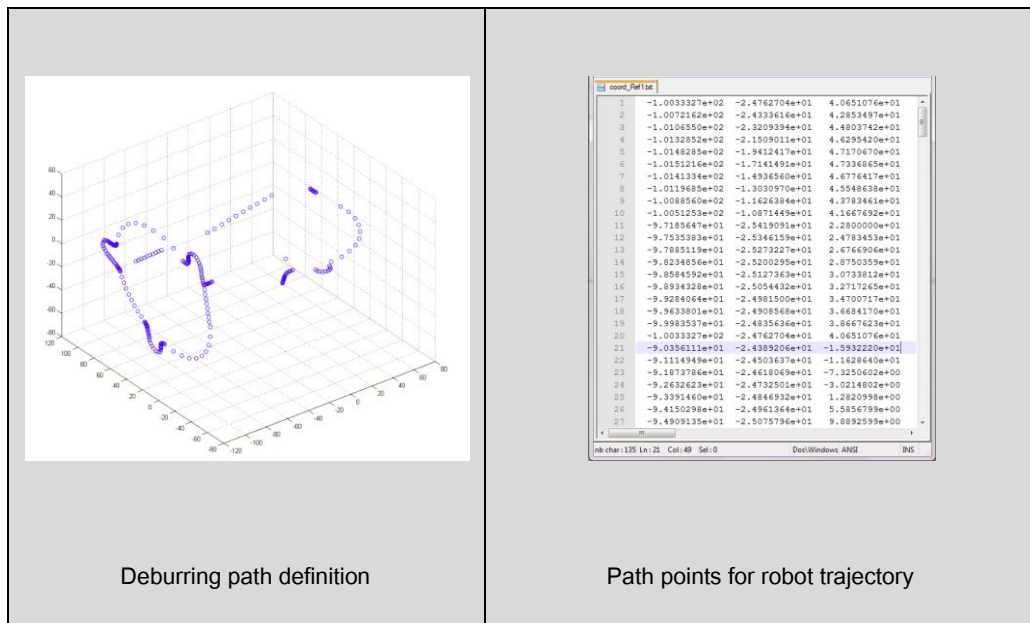 60
40
20
0
-20
-40
-60
-80
120
100
80
60
40
20
0
-20
-40
-60
-80
-120
-100
-80
-60
-40
-20
0
20
40
60
80
Deburring path definition
coord_Ref1.txt
1 -1.0033327e+02 -2.4762704e+01 4.0651076e+01
2 -1.0072162e+02 -2.4333616e+01 4.2853497e+01
3 -1.0106550e+02 -2.3209394e+01 4.4803742e+01
4 -1.0132852e+02 -2.1509011e+01 4.6295420e+01
5 -1.0148285e+02 -1.9412417e+01 4.7170670e+01
6 -1.0151216e+02 -1.7141491e+01 4.7336865e+01
7 -1.0141334e+02 -1.4936560e+01 4.6776417e+01
8 -1.0119685e+02 -1.3030970e+01 4.5548638e+01
9 -1.0088560e+02 -1.1626384e+01 4.3783461e+01
10 -1.0051253e+02 -1.0871449e+01 4.1667692e+01
11 -9.7185647e+01 -2.5419091e+01 2.2800000e+01
12 -9.7535383e+01 -2.5346159e+01 2.4783453e+01
13 -9.7885119e+01 -2.5273227e+01 2.6766906e+01
14 -9.8234856e+01 -2.5200295e+01 2.8750359e+01
15 -9.8584592e+01 -2.5127363e+01 3.0733812e+01
16 -9.8934328e+01 -2.5054432e+01 3.2717265e+01
17 -9.9284064e+01 -2.4981500e+01 3.4700717e+01
18 -9.9633801e+01 -2.4908568e+01 3.6684170e+01
19 -9.9983537e+01 -2.4835636e+01 3.8667623e+01
20 -1.0033327e+02 -2.4762704e+01 4.0651076e+01
21 -9.0356111e+01 -2.4389206e+01 -1.5932220e+01
22 -9.1114949e+01 -2.4503637e+01 -1.1628640e+01
23 -9.1873786e+01 -2.4618069e+01 -7.3250602e+00
24 -9.2632623e+01 -2.4732501e+01 -3.0214802e+00
25 -9.3391460e+01 -2.4846932e+01 1.2820998e+00
26 -9.4150298e+01 -2.4961364e+01 5.5856799e+00
27 -9.4909135e+01 -2.5075796e+01 9.8892599e+00
nb char : 135 Ln : 21 Col : 49 Sel : 0 Dos\Windows ANSI INS
Path points for robot trajectory